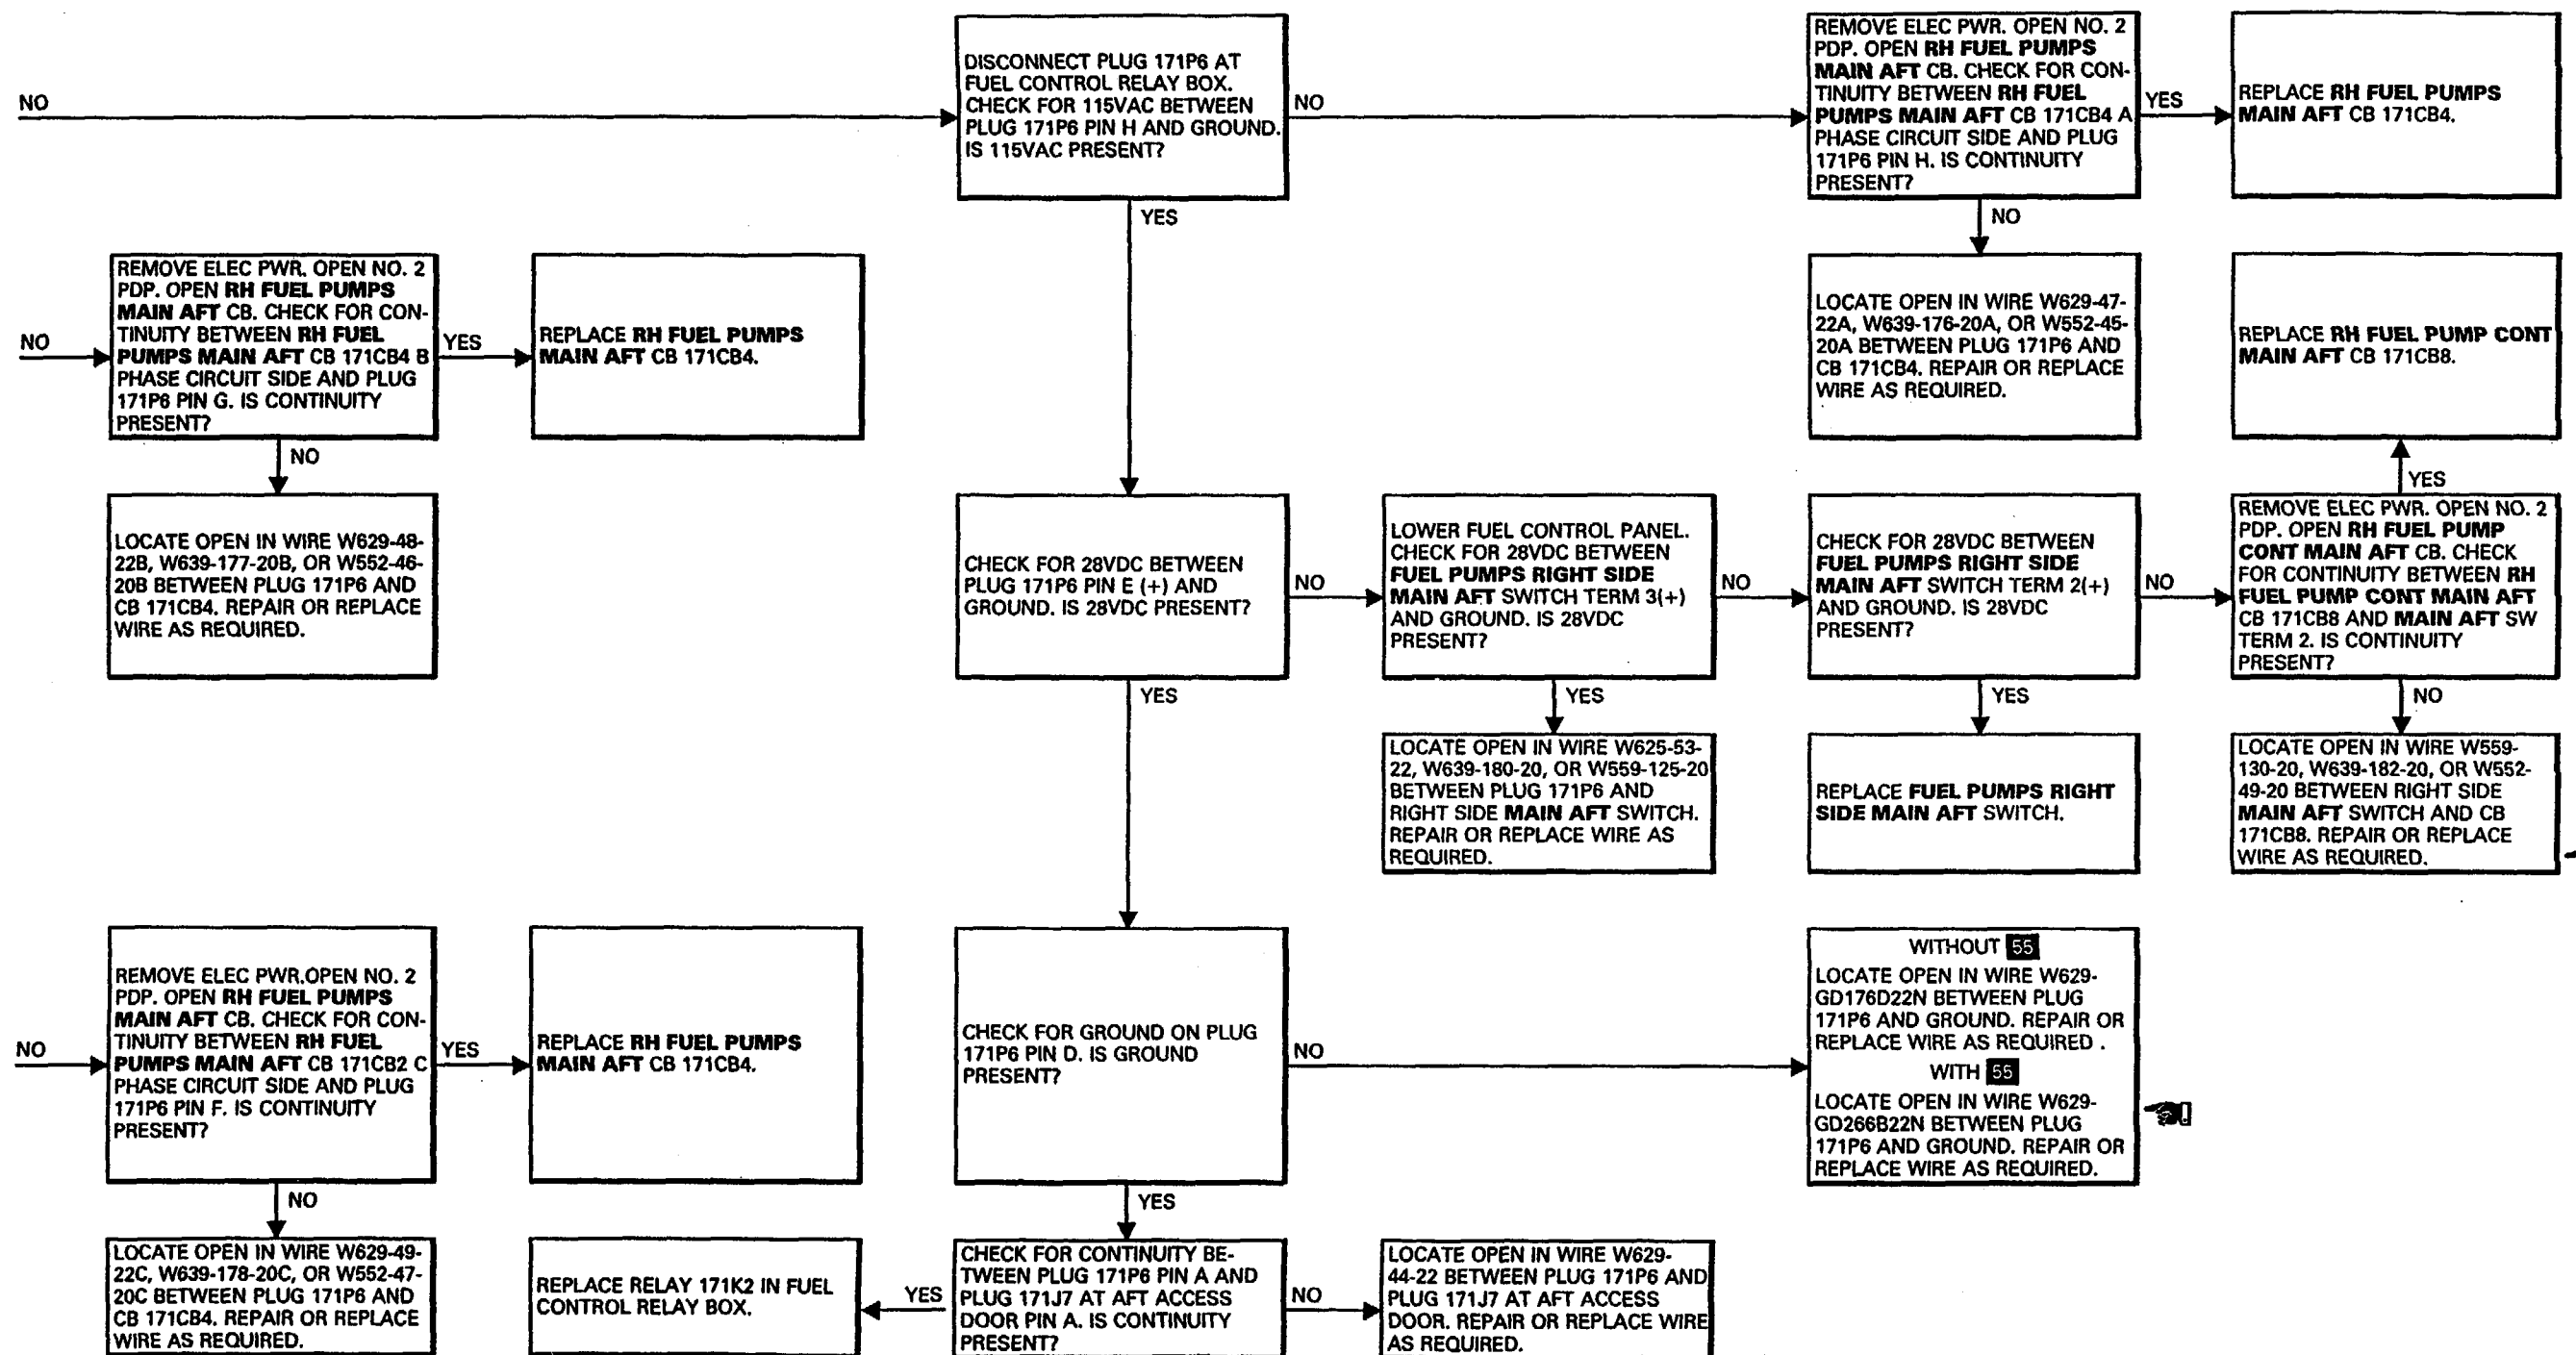 NO
DISCONNECT PLUG 171P6 AT
FUEL CONTROL RELAY BOX.
CHECK FOR 115VAC BETWEEN
PLUG 171P6 PIN H AND GROUND.
IS 115VAC PRESENT?
NO
REMOVE ELEC PWR. OPEN NO. 2
PDP. OPEN RH FUEL PUMPS
MAIN AFT CB. CHECK FOR CON-
TINUITY BETWEEN RH FUEL
PUMPS MAIN AFT CB 171CB4 A
PHASE CIRCUIT SIDE AND PLUG
171P6 PIN H. IS CONTINUITY
PRESENT?
YES
REPLACE RH FUEL PUMPS
MAIN AFT CB 171CB4.
YES
NO
NO
REMOVE ELEC PWR. OPEN NO. 2
PDP. OPEN RH FUEL PUMPS
MAIN AFT CB. CHECK FOR CON-
TINUITY BETWEEN RH FUEL
PUMPS MAIN AFT CB 171CB4 B
PHASE CIRCUIT SIDE AND PLUG
171P6 PIN G. IS CONTINUITY
PRESENT?
YES
REPLACE RH FUEL PUMPS
MAIN AFT CB 171CB4.
LOCATE OPEN IN WIRE W629-47-
22A, W639-176-20A, OR W552-45-
20A BETWEEN PLUG 171P6 AND
CB 171CB4. REPAIR OR REPLACE
WIRE AS REQUIRED.
REPLACE RH FUEL PUMP CONT
MAIN AFT CB 171CB8.
NO
YES
LOCATE OPEN IN WIRE W629-48-
22B, W639-177-20B, OR W552-46-
20B BETWEEN PLUG 171P6 AND
CB 171CB4. REPAIR OR REPLACE
WIRE AS REQUIRED.
CHECK FOR 28VDC BETWEEN
PLUG 171P6 PIN E (+) AND
GROUND. IS 28VDC PRESENT?
NO
LOWER FUEL CONTROL PANEL.
CHECK FOR 28VDC BETWEEN
FUEL PUMPS RIGHT SIDE
MAIN AFT SWITCH TERM 3(+)
AND GROUND. IS 28VDC
PRESENT?
NO
CHECK FOR 28VDC BETWEEN
FUEL PUMPS RIGHT SIDE
MAIN AFT SWITCH TERM 2(+)
AND GROUND. IS 28VDC
PRESENT?
NO
REMOVE ELEC PWR. OPEN NO. 2
PDP. OPEN RH FUEL PUMP
CONT MAIN AFT CB. CHECK
FOR CONTINUITY BETWEEN RH
FUEL PUMP CONT MAIN AFT
CB 171CB8 AND MAIN AFT SW
TERM 2. IS CONTINUITY
PRESENT?
YES
YES
YES
NO
LOCATE OPEN IN WIRE W625-53-
22, W639-180-20, OR W559-125-20
BETWEEN PLUG 171P6 AND
RIGHT SIDE MAIN AFT SWITCH.
REPAIR OR REPLACE WIRE AS
REQUIRED.
REPLACE FUEL PUMPS RIGHT
SIDE MAIN AFT SWITCH.
LOCATE OPEN IN WIRE W559-
130-20, W639-182-20, OR W552-
49-20 BETWEEN RIGHT SIDE
MAIN AFT SWITCH AND CB
171CB8. REPAIR OR REPLACE
WIRE AS REQUIRED.
NO
REMOVE ELEC PWR.OPEN NO. 2
PDP. OPEN RH FUEL PUMPS
MAIN AFT CB. CHECK FOR CON-
TINUITY BETWEEN RH FUEL
PUMPS MAIN AFT CB 171CB2 C
PHASE CIRCUIT SIDE AND PLUG
171P6 PIN F. IS CONTINUITY
PRESENT?
YES
REPLACE RH FUEL PUMPS
MAIN AFT CB 171CB4.
CHECK FOR GROUND ON PLUG
171P6 PIN D. IS GROUND
PRESENT?
NO
WITHOUT 55
LOCATE OPEN IN WIRE W629-
GD176D22N BETWEEN PLUG
171P6 AND GROUND. REPAIR OR
REPLACE WIRE AS REQUIRED .
WITH 55
LOCATE OPEN IN WIRE W629-
GD266B22N BETWEEN PLUG
171P6 AND GROUND. REPAIR OR
REPLACE WIRE AS REQUIRED.
NO
YES
LOCATE OPEN IN WIRE W629-49-
22C, W639-178-20C, OR W552-47-
20C BETWEEN PLUG 171P6 AND
CB 171CB4. REPAIR OR REPLACE
WIRE AS REQUIRED.
REPLACE RELAY 171K2 IN FUEL
CONTROL RELAY BOX.
YES
CHECK FOR CONTINUITY BE-
TWEEN PLUG 171P6 PIN A AND
PLUG 171J7 AT AFT ACCESS
DOOR PIN A. IS CONTINUITY
PRESENT?
NO
LOCATE OPEN IN WIRE W629-
44-22 BETWEEN PLUG 171P6 AND
PLUG 171J7 AT AFT ACCESS
DOOR. REPAIR OR REPLACE WIRE
AS REQUIRED.